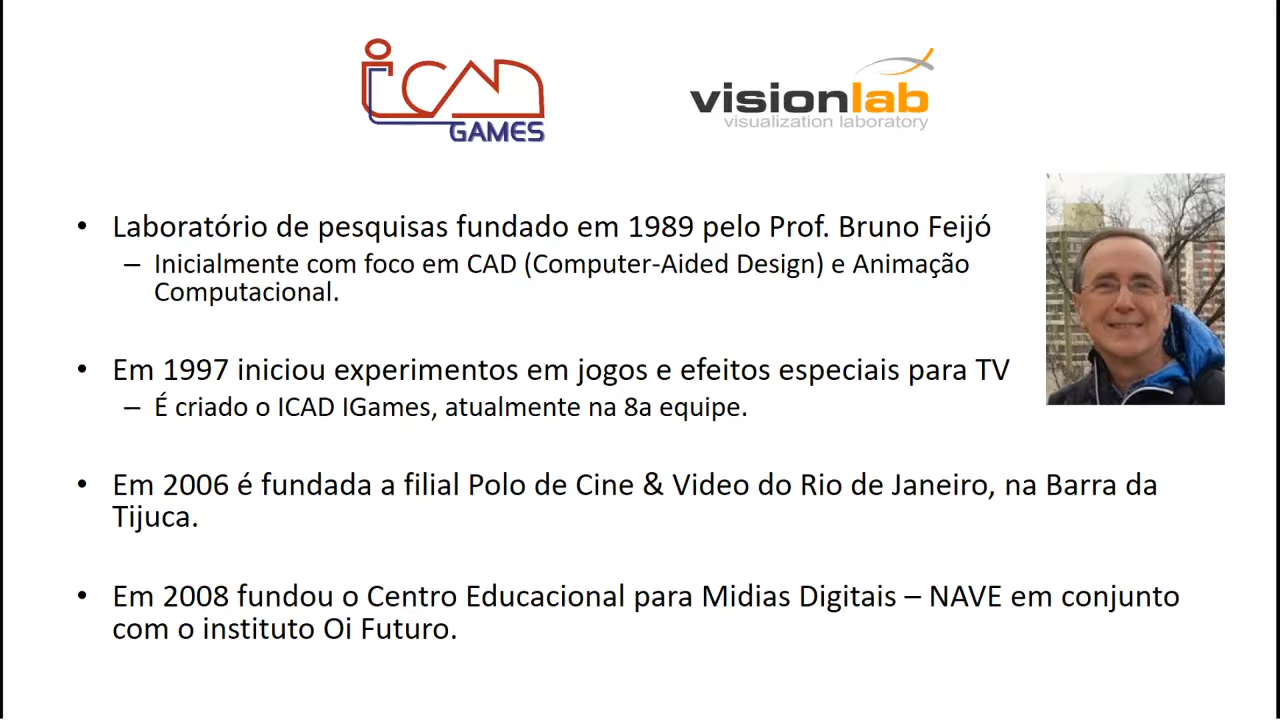 iCAD
GAMES
visionlab
visualization laboratory
• Laboratório de pesquisas fundado em 1989 pelo Prof. Bruno Feijó
– Inicialmente com foco em CAD (Computer-Aided Design) e Animação
Computacional.
• Em 1997 iniciou experimentos em jogos e efeitos especiais para TV
– É criado o ICAD IGames, atualmente na 8a equipe.
• Em 2006 é fundada a filial Polo de Cine & Video do Rio de Janeiro, na Barra da
Tijuca.
• Em 2008 fundou o Centro Educacional para Midias Digitais – NAVE em conjunto
com o instituto Oi Futuro.